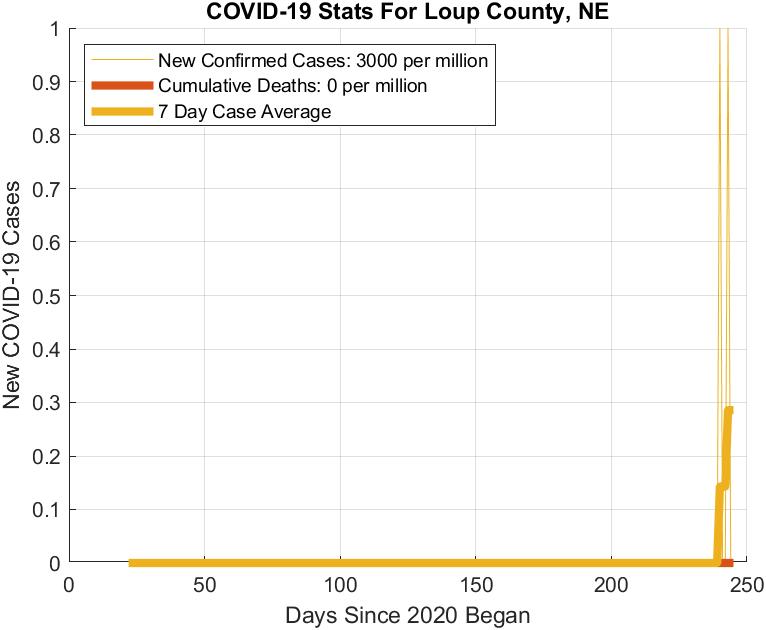 COVID-19 Stats For Loup County, NE
New Confirmed Cases: 3000 per million
Cumulative Deaths: 0 per million
7 Day Case Average
New COVID-19 Cases
1
0.9
0.8
0.7
0.6
0.5
0.4
0.3
0.2
0.1
0
0 50 100 150 200 250
Days Since 2020 Began